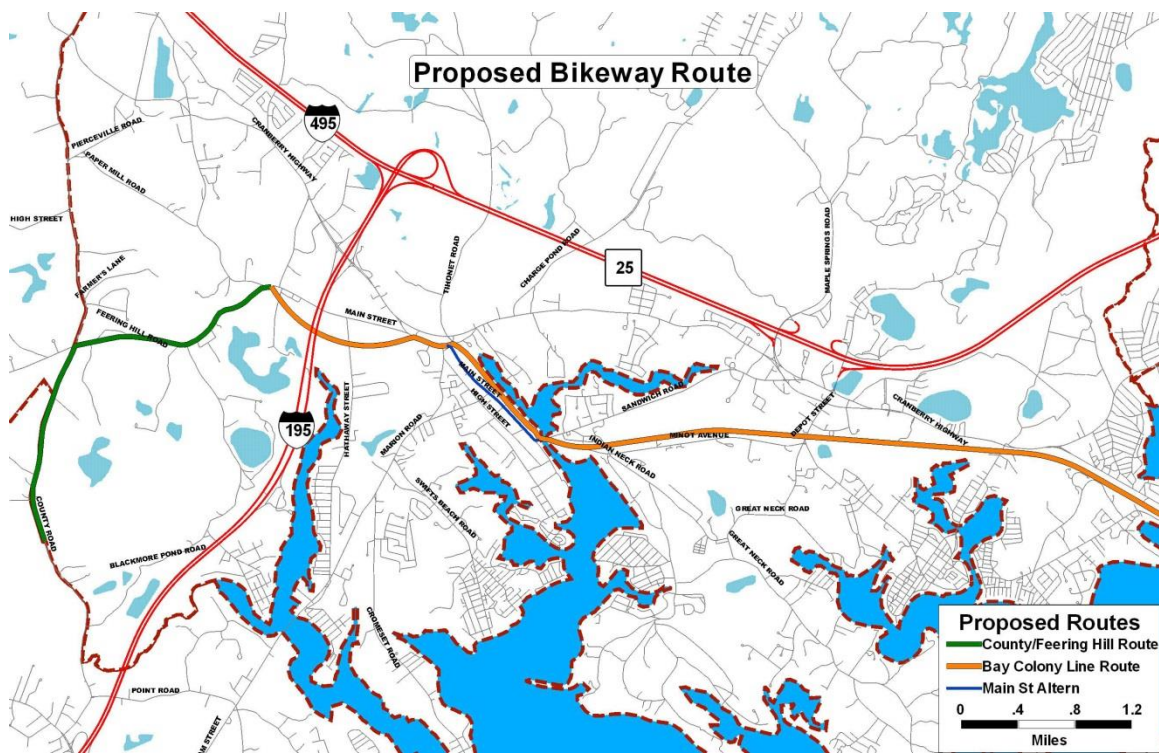 Proposed Bikeway Route
495
PIERCEVILLE ROAD
CRANBERRY HIGHWAY
PAPER MILL ROAD
HIGH STREET
TIHONET ROAD
CHARGE POND ROAD
MAPLE SPRINGS ROAD
25
FARMER'S LANE
FEERING HILL ROAD
MAIN STREET
MAIN STREET
HIGH STREET
SANDWICH ROAD
195
HATHAWAY STREET
MARION ROAD
DEPOT STREET
CRANBERRY HIGHWAY
MINOT AVENUE
INDIAN NECK ROAD
SWIFTS BEACH ROAD
COUNTY ROAD
GREAT NECK ROAD
GREAT NECK ROAD
BLACKMORE POND ROAD
CROMESET ROAD
POINT ROAD
STREET
Proposed Routes
County/Feering Hill Route
Bay Colony Line Route
Main St Altern
0 .4 .8 1.2
Miles